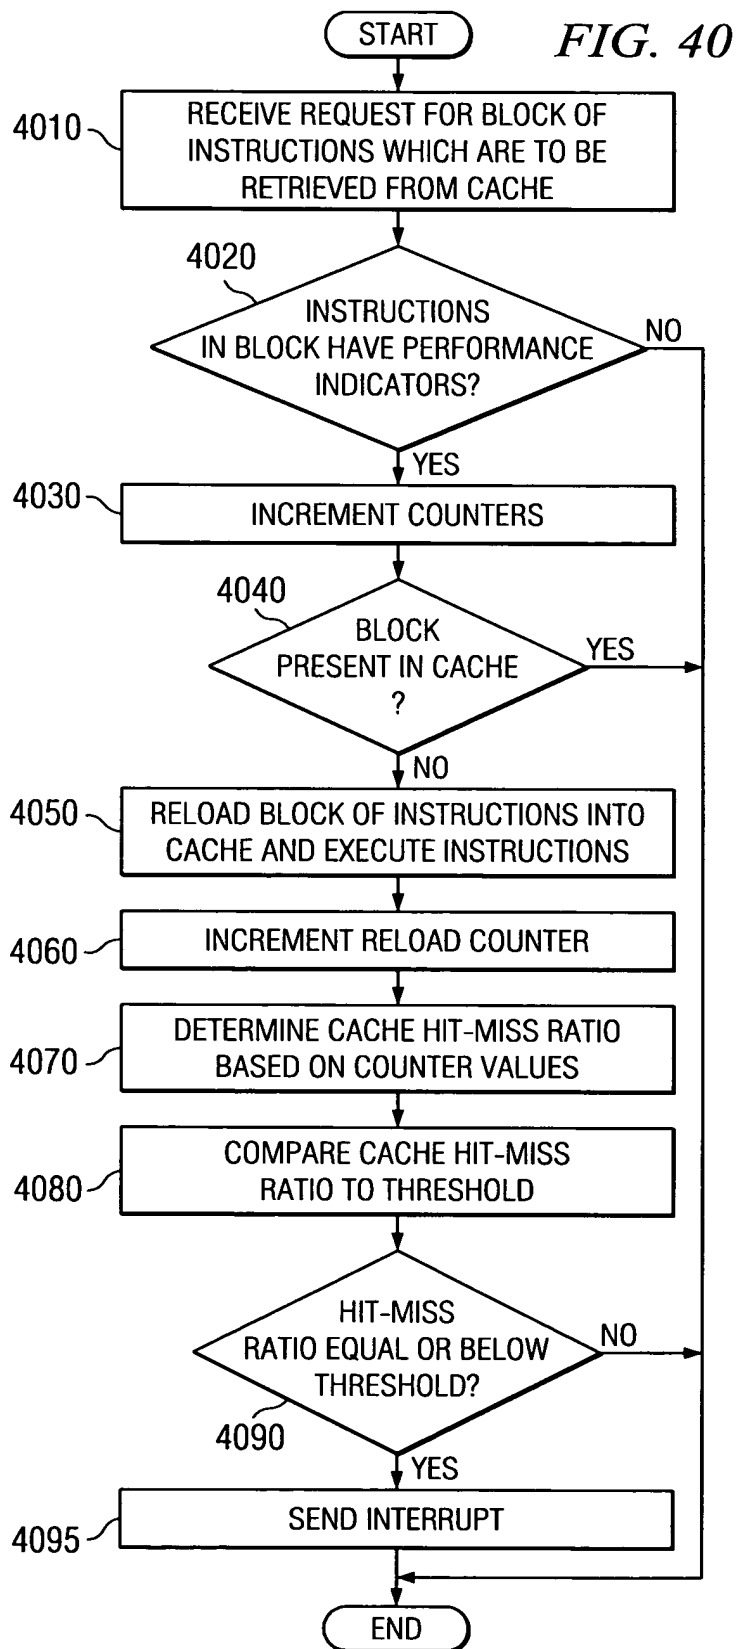 START
FIG. 40
4010
RECEIVE REQUEST FOR BLOCK OF
INSTRUCTIONS WHICH ARE TO BE
RETRIEVED FROM CACHE
4020
INSTRUCTIONS
IN BLOCK HAVE PERFORMANCE
INDICATORS?
NO
YES
4030
INCREMENT COUNTERS
4040
BLOCK
PRESENT IN CACHE
?
YES
NO
4050
RELOAD BLOCK OF INSTRUCTIONS INTO
CACHE AND EXECUTE INSTRUCTIONS
4060
INCREMENT RELOAD COUNTER
4070
DETERMINE CACHE HIT-MISS RATIO
BASED ON COUNTER VALUES
4080
COMPARE CACHE HIT-MISS
RATIO TO THRESHOLD
HIT-MISS
RATIO EQUAL OR BELOW
THRESHOLD?
NO
4090
YES
4095
SEND INTERRUPT
END